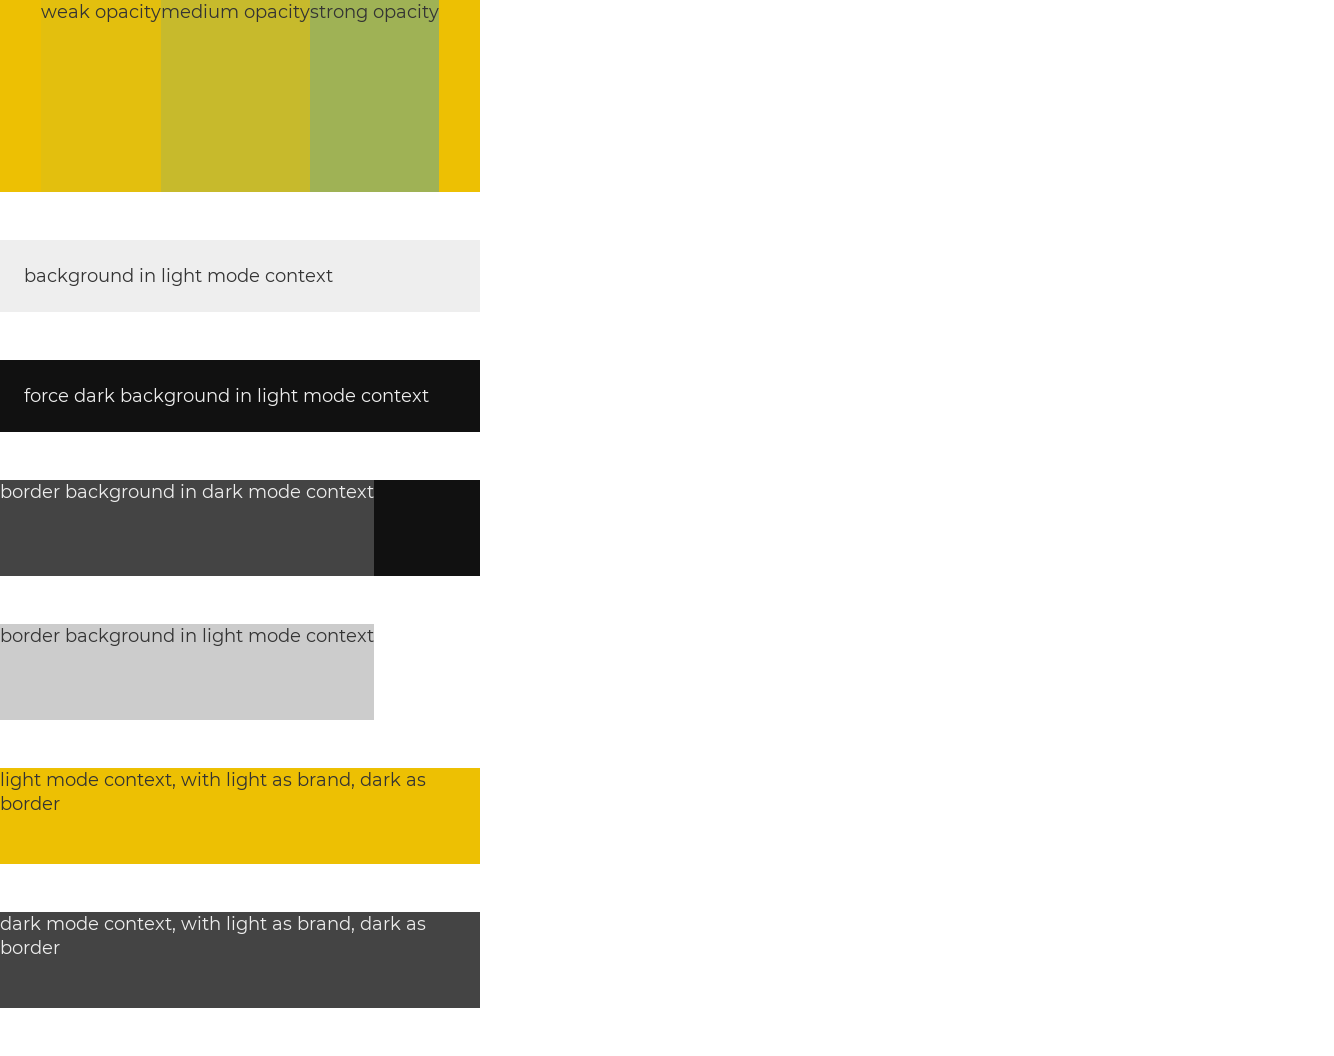 weak opacitymedium opacitystrong opacity
background in light mode context
force dark background in light mode context
border background in dark mode context
border background in light mode context
light mode context, with light as brand, dark as
border
dark mode context, with light as brand, dark as
border